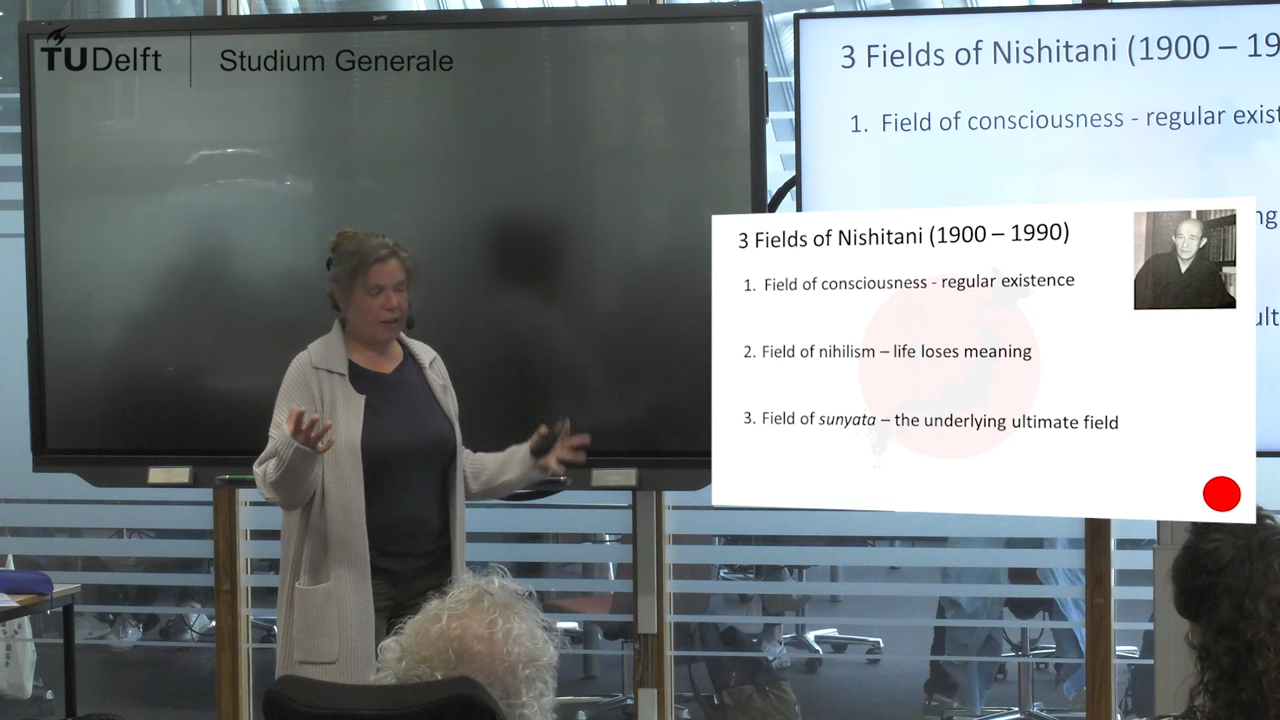 TU Delft
Studium Generale
3 Fields of Nishitani (1900 – 19
1. Field of consciousness - regular exist
ng
ult
3 Fields of Nishitani (1900 – 1990)
1. Field of consciousness - regular existence
2. Field of nihilism – life loses meaning
3. Field of sunyata – the underlying ultimate field